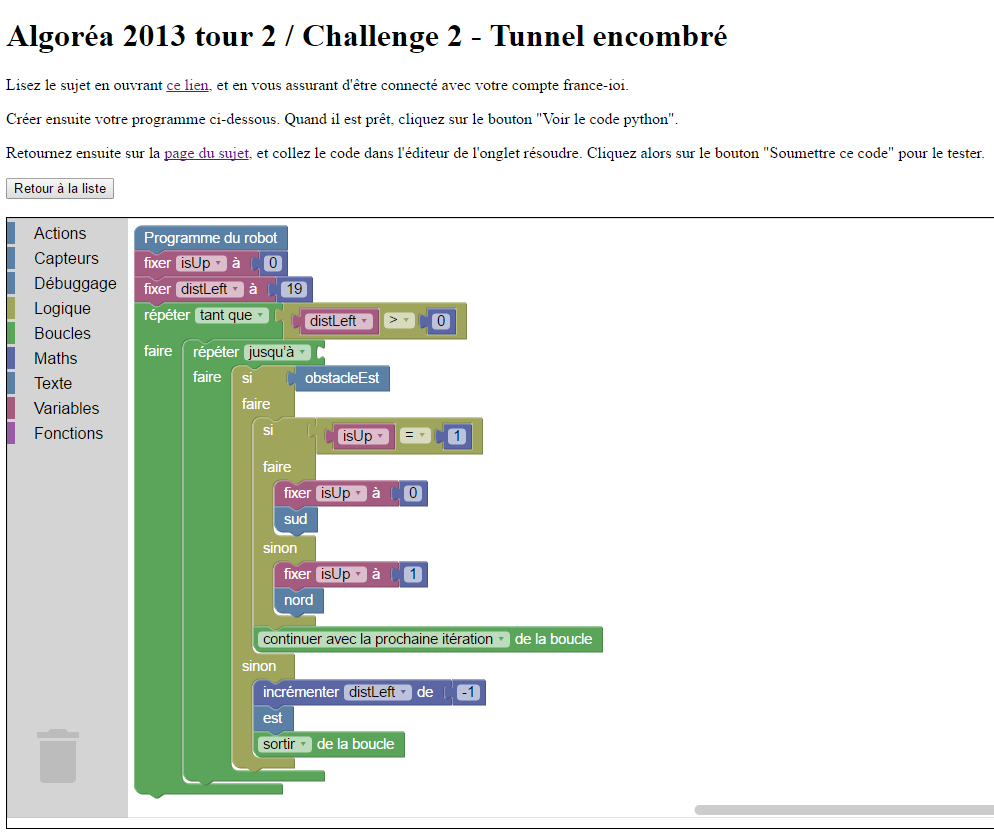 Algoréa 2013 tour 2 / Challenge 2 - Tunnel encombré
Lisez le sujet en ouvrant ce lien, et en vous assurant d'être connecté avec votre compte france-ioi.
Créer ensuite votre programme ci-dessous. Quand il est prêt, cliquez sur le bouton "Voir le code python".
Retournez ensuite sur la page du sujet, et collez le code dans l'éditeur de l'onglet résoudre. Cliquez alors sur le bouton "Soumettre ce code" pour le tester.
Retour à la liste
Actions
Capteurs
Débuggage
Logique
Boucles
Maths
Texte
Variables
Fonctions
Programme du robot
fixer isUp à 0
fixer distLeft à 19
répéter tant que distLeft > 0
faire répéter jusqu'à
faire si obstacleEst
faire
si isUp = 1
faire
fixer isUp à 0
sud
sinon
fixer isUp à 1
nord
continuer avec la prochaine itération de la boucle
sinon
incrémenter distLeft de -1
est
sortir de la boucle